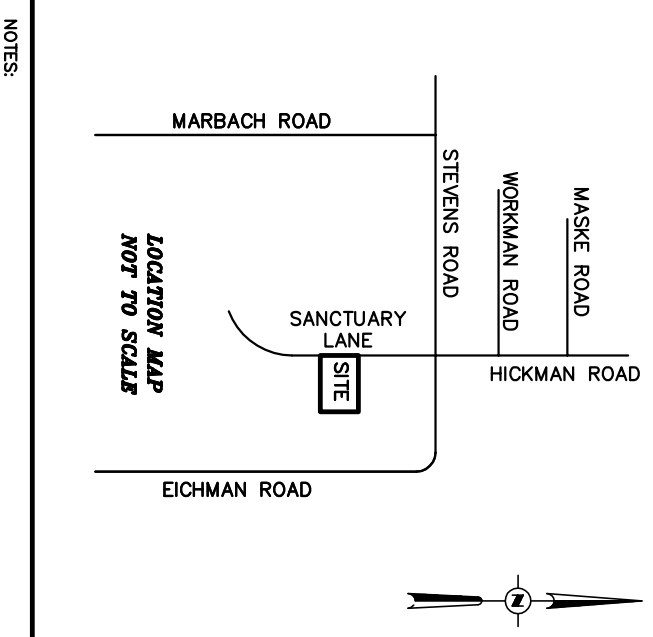 NOTES:
MARBACH ROAD
STEVENS ROAD
WORKMAN ROAD
MASKE ROAD
LOCATION MAP
NOT TO SCALE
SANCTUARY
LANE
SITE
HICKMAN ROAD
EICHMAN ROAD
N